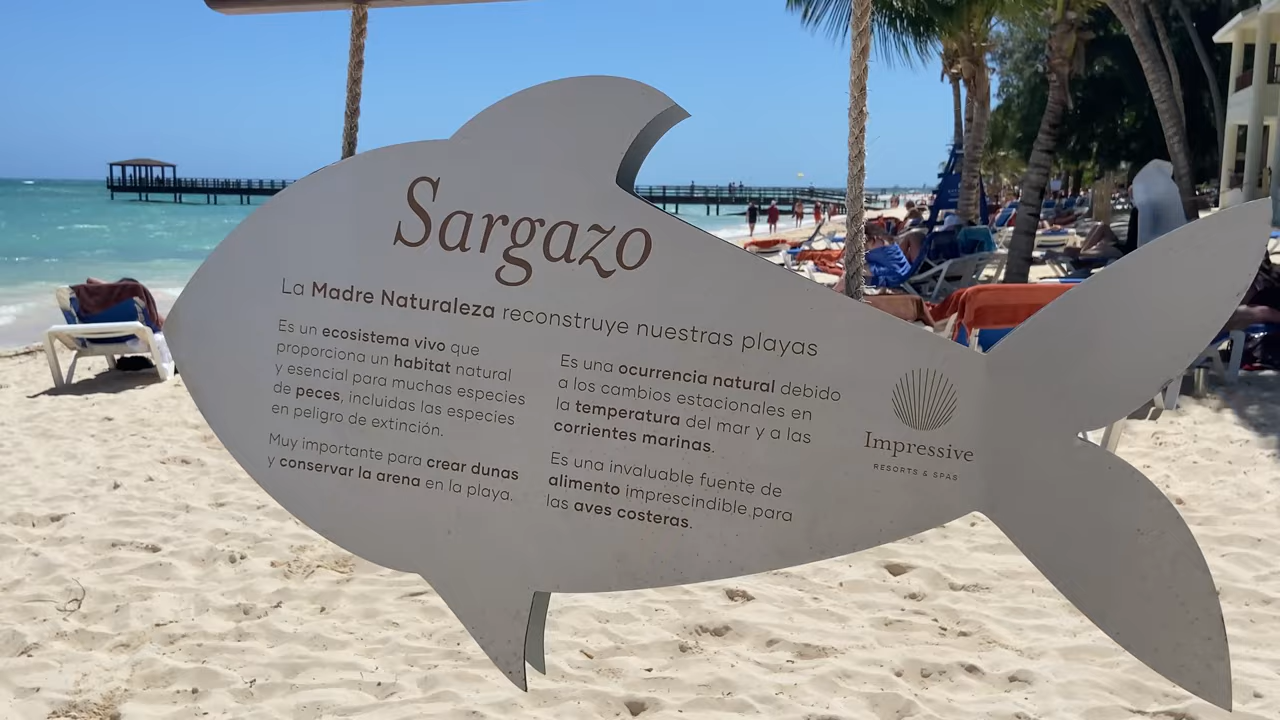 Sargazo
La Madre Naturaleza reconstruye nuestras playas
Es un ecosistema vivo que
proporciona un habitat natural
y esencial para muchas especies
de peces, incluidas las especies
en peligro de extinción.
Muy importante para crear dunas
y conservar la arena en la playa.
Es una ocurrencia natural debido
a los cambios estacionales en
la temperatura del mar y a las
corrientes marinas.
Es una invaluable fuente de
alimento imprescindible para
las aves costeras.
Impressive
RESORTS & SPAS